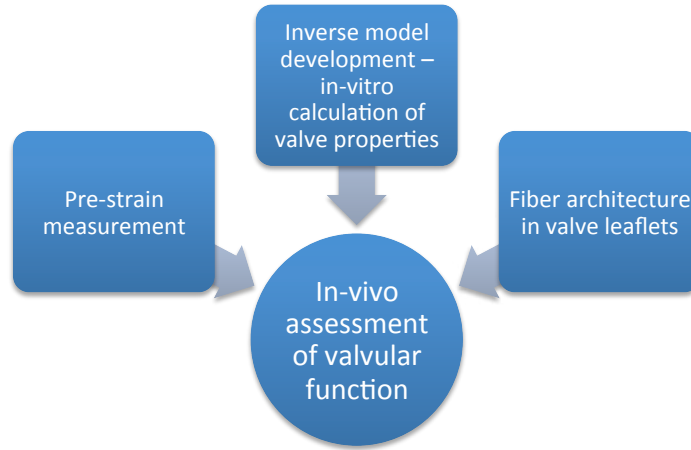 Inverse model
development –
in-vitro
calculation of
valve properties
Pre-strain
measurement
Fiber architecture
in valve leaflets
In-vivo
assessment
of valvular
function